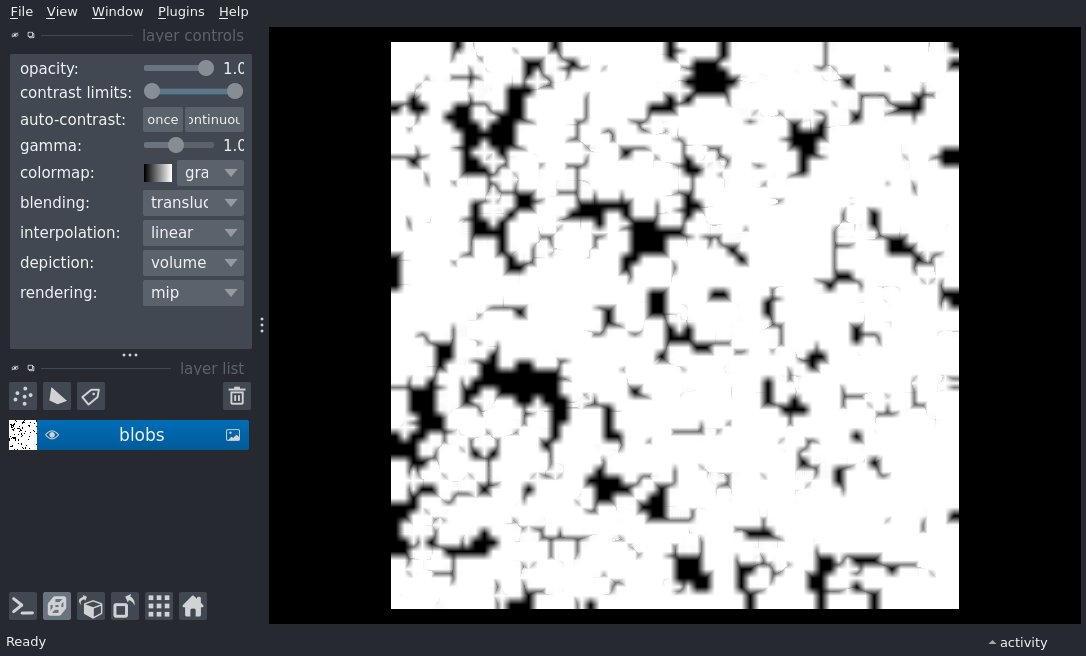 File View Window Plugins Help
layer controls
opacity: 1.0
contrast limits:
auto-contrast: once ontinuou
gamma: 1.0
colormap: gra
blending: transluc
interpolation: linear
depiction: volume
rendering: mip
layer list
blobs
Ready
activity